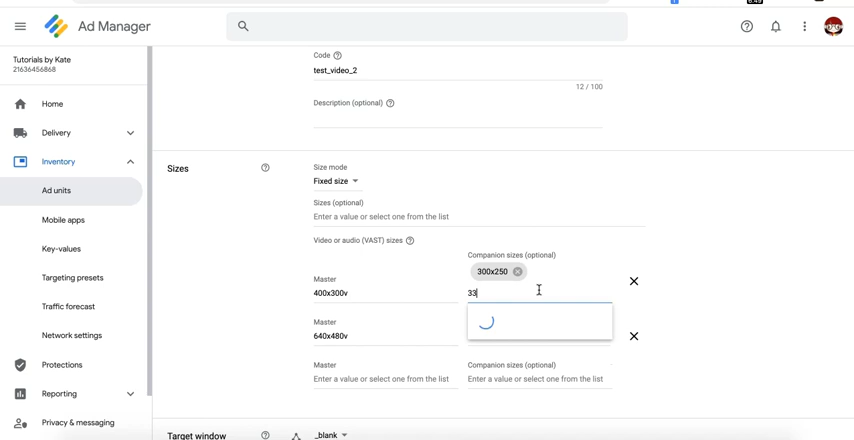 8:49
Ad Manager
Tutorials by Kate
21636456868
Home
Delivery
Inventory
Ad units
Mobile apps
Key-values
Targeting presets
Traffic forecast
Network settings
Protections
Reporting
Privacy & messaging
Code
test_video_2
12 / 100
Description (optional)
Sizes
Size mode
Fixed size
Sizes (optional)
Enter a value or select one from the list
Video or audio (VAST) sizes
Companion sizes (optional)
300x250
Master
400x300v
33
Master
640x480v
Master
Enter a value or select one from the list
Companion sizes (optional)
Enter a value or select one from the list
Target window
_blank